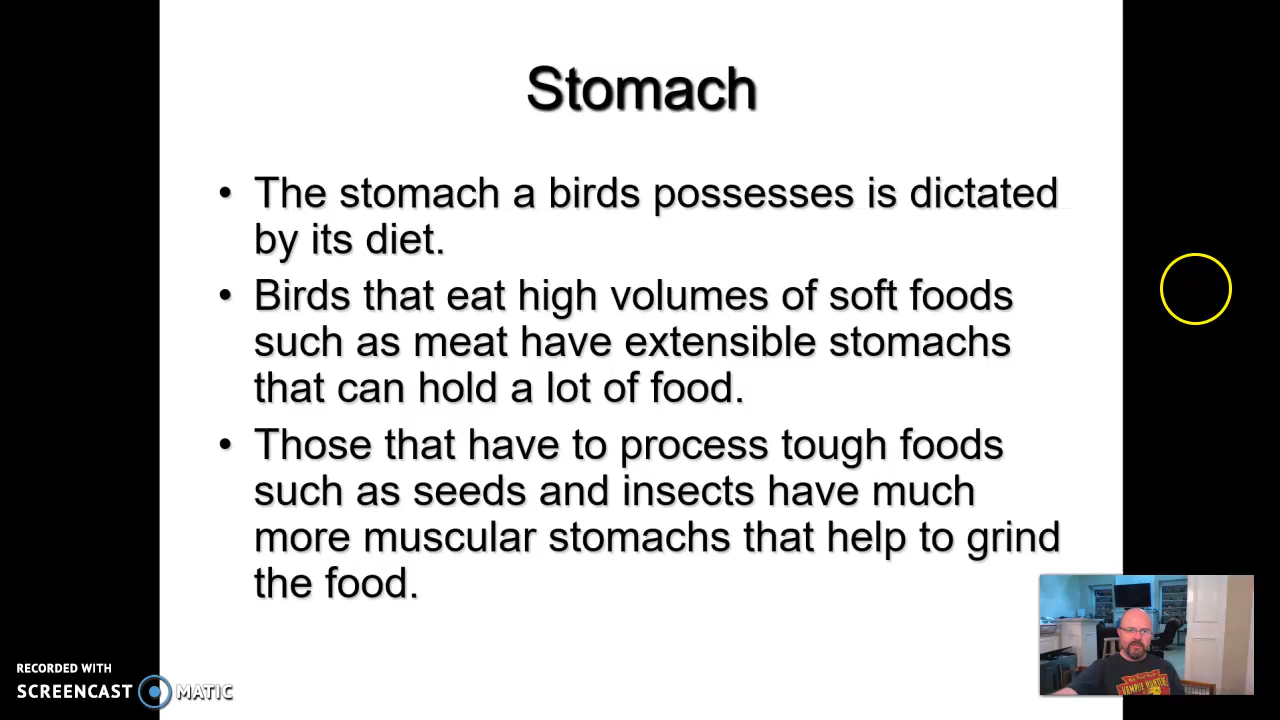 Stomach
• The stomach a birds possesses is dictated
by its diet.
• Birds that eat high volumes of soft foods
such as meat have extensible stomachs
that can hold a lot of food.
• Those that have to process tough foods
such as seeds and insects have much
more muscular stomachs that help to grind
the food.
RECORDED WITH
SCREENCAST MATIC
VAMPIRE HUNTER